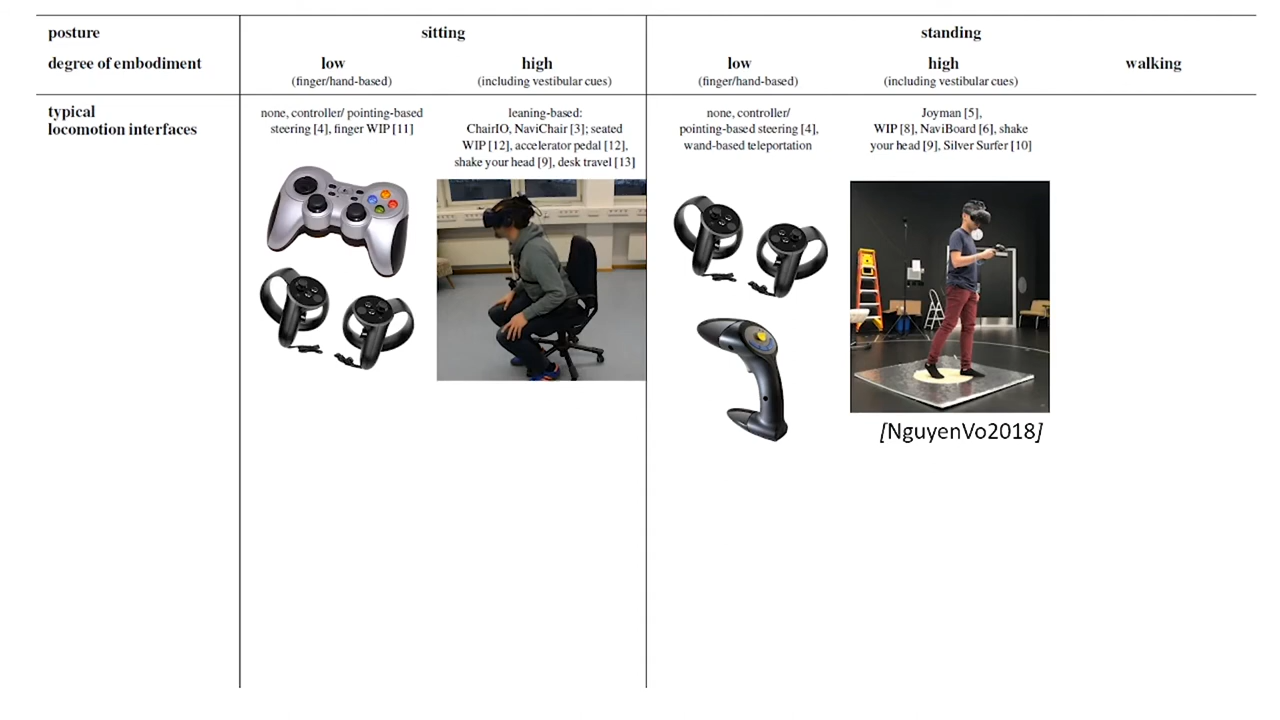 posture
sitting
standing
degree of embodiment
low
high
low
high
walking
(finger/hand-based)
(including vestibular cues)
(finger/hand-based)
(including vestibular cues)
typical
locomotion interfaces
none, controller/ pointing-based
steering [4], finger WIP [11]
leaning-based:
ChairIO, NaviChair [3]; seated
WIP [12], accelerator pedal [12],
shake your head [9], desk travel [13]
none, controller/
pointing-based steering [4],
wand-based teleportation
Joyman [5],
WIP [8], NaviBoard [6], shake
your head [9], Silver Surfer [10]
[NguyenVo2018]